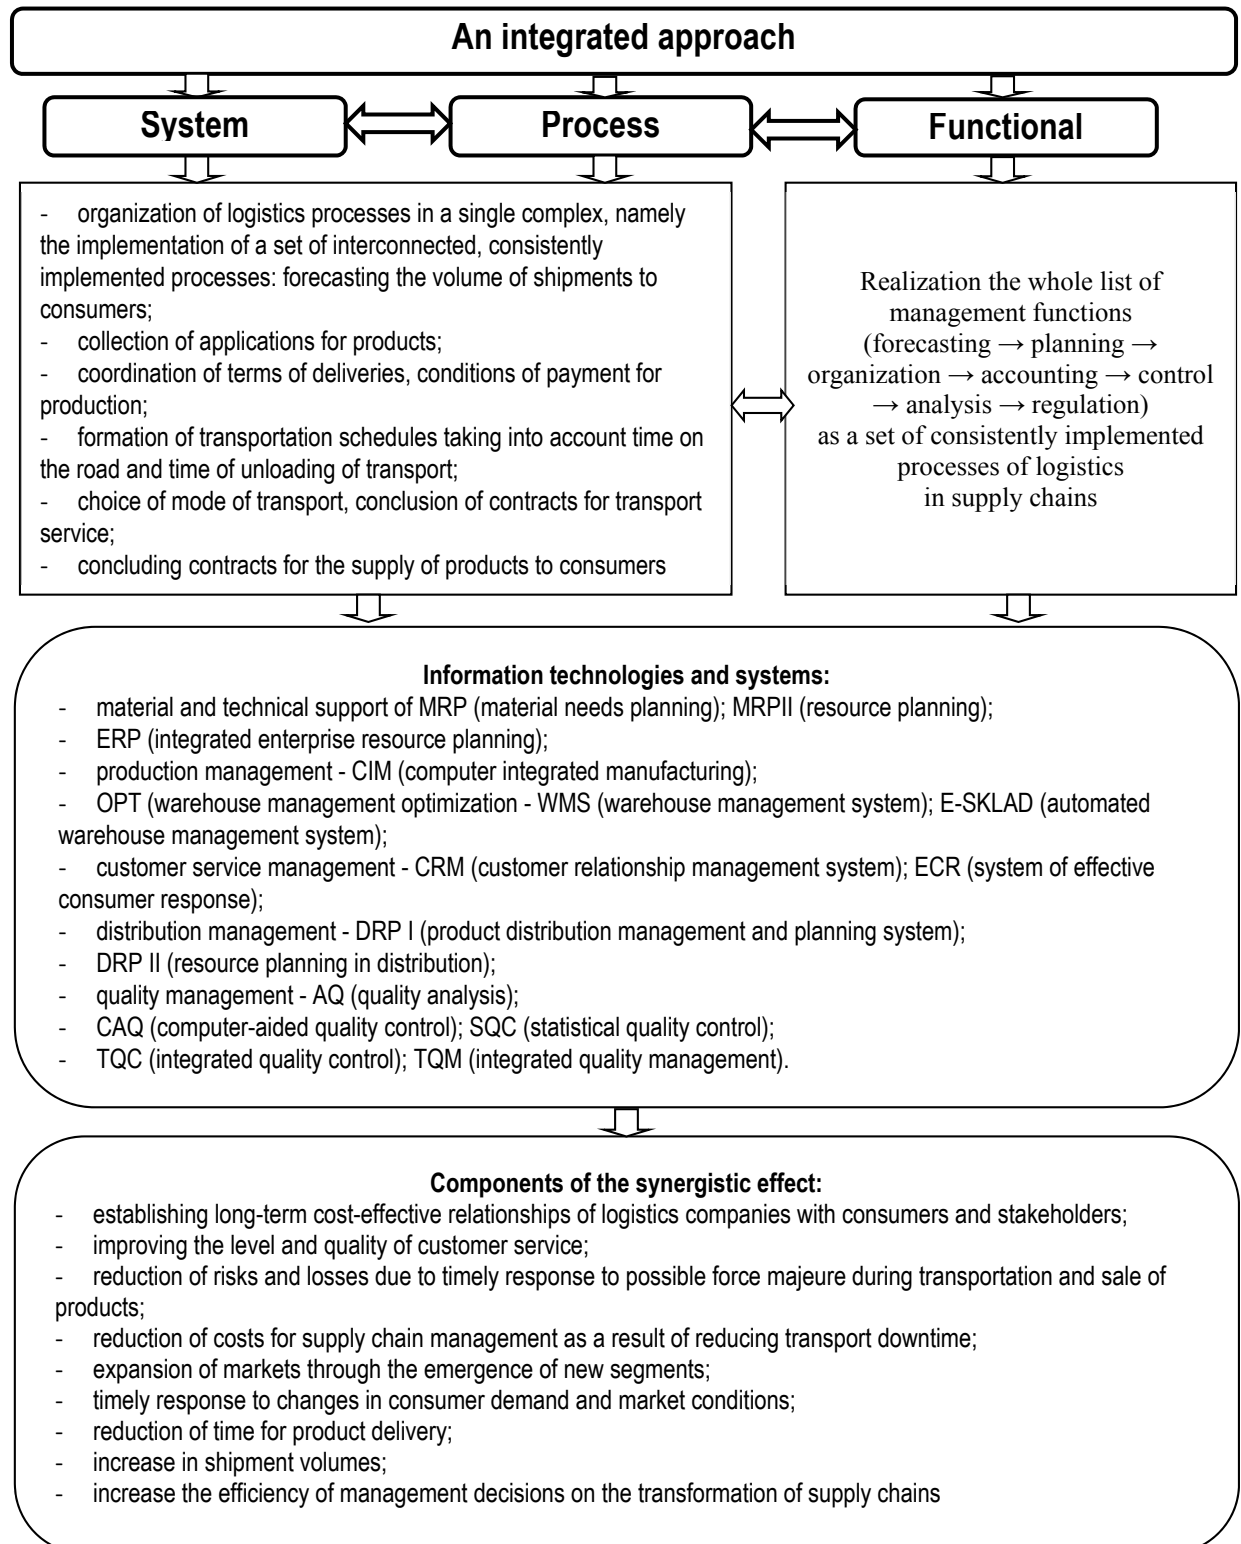 An integrated approach
System
Process
Functional
- organization of logistics processes in a single complex, namely
the implementation of a set of interconnected, consistently
implemented processes: forecasting the volume of shipments to
consumers;
- collection of applications for products;
- coordination of terms of deliveries, conditions of payment for
production;
- formation of transportation schedules taking into account time on
the road and time of unloading of transport;
- choice of mode of transport, conclusion of contracts for transport
service;
- concluding contracts for the supply of products to consumers
Realization the whole list of
management functions
(forecasting → planning →
organization → accounting → control
→ analysis → regulation)
as a set of consistently implemented
processes of logistics
in supply chains
Information technologies and systems:
- material and technical support of MRP (material needs planning); MRPII (resource planning);
- ERP (integrated enterprise resource planning);
- production management - CIM (computer integrated manufacturing);
- OPT (warehouse management optimization - WMS (warehouse management system); E-SKLAD (automated
warehouse management system);
- customer service management - CRM (customer relationship management system); ECR (system of effective
consumer response);
- distribution management - DRP I (product distribution management and planning system);
- DRP II (resource planning in distribution);
- quality management - AQ (quality analysis);
- CAQ (computer-aided quality control); SQC (statistical quality control);
- TQC (integrated quality control); TQM (integrated quality management).
Components of the synergistic effect:
- establishing long-term cost-effective relationships of logistics companies with consumers and stakeholders;
- improving the level and quality of customer service;
- reduction of risks and losses due to timely response to possible force majeure during transportation and sale of
products;
- reduction of costs for supply chain management as a result of reducing transport downtime;
- expansion of markets through the emergence of new segments;
- timely response to changes in consumer demand and market conditions;
- reduction of time for product delivery;
- increase in shipment volumes;
- increase the efficiency of management decisions on the transformation of supply chains